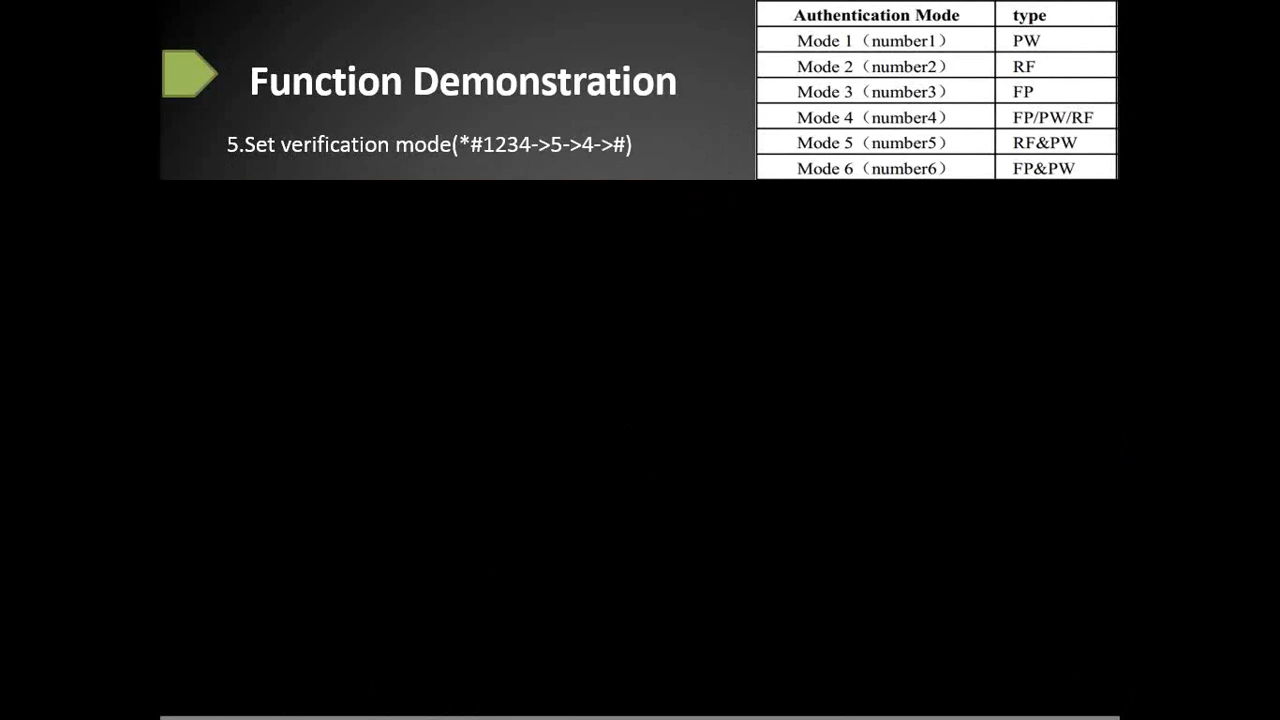 Function Demonstration
5.Set verification mode(*#1234->5->4->#)
Authentication Mode type
Mode 1（number1） PW
Mode 2（number2） RF
Mode 3（number3） FP
Mode 4（number4） FP/PW/RF
Mode 5（number5） RF&PW
Mode 6（number6） FP&PW